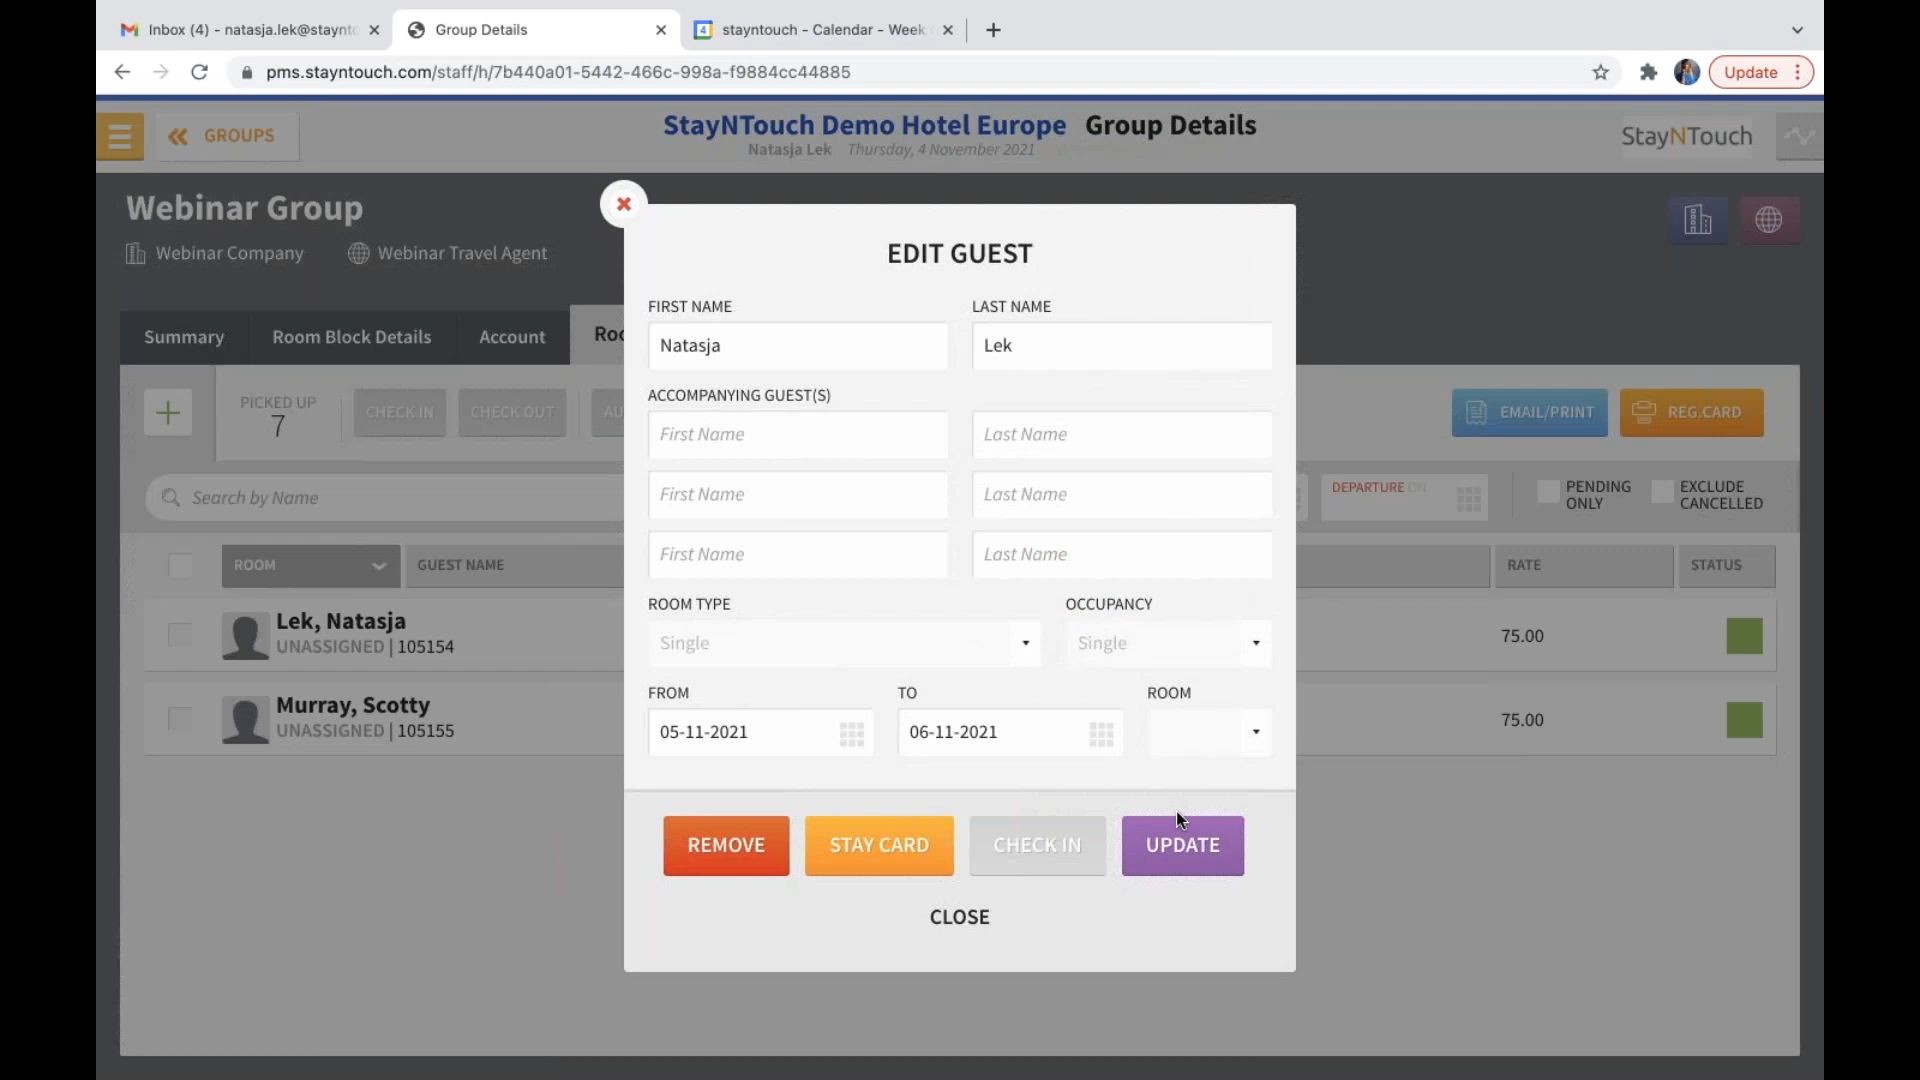 Inbox (4) - natasja.lek@staynto
Group Details
stayntouch - Calendar - Week
pms.stayntouch.com/staff/h/7b440a01-5442-466c-998a-f9884cc44885
Update
GROUPS
StayNTouch Demo Hotel Europe Group Details
Natasja Lek Thursday, 4 November 2021
StayNTouch
Webinar Group
Webinar Company Webinar Travel Agent
Summary Room Block Details Account Roo
PICKED UP
7
CHECK IN CHECK OUT AU
EMAIL/PRINT REG.CARD
Search by Name
DEPARTURE ON
PENDING ONLY
EXCLUDE CANCELLED
ROOM GUEST NAME RATE STATUS
Lek, Natasja
UNASSIGNED | 105154
75.00
Murray, Scotty
UNASSIGNED | 105155
75.00
EDIT GUEST
FIRST NAME LAST NAME
Natasja Lek
ACCOMPANYING GUEST(S)
First Name Last Name
First Name Last Name
First Name Last Name
ROOM TYPE OCCUPANCY
Single Single
FROM TO ROOM
05-11-2021 06-11-2021
REMOVE STAY CARD CHECK IN UPDATE
CLOSE